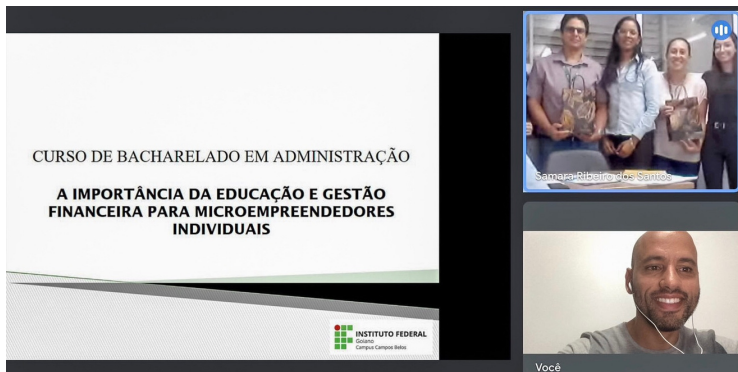 CURSO DE BACHARELADO EM ADMINISTRAÇÃO
A IMPORTÂNCIA DA EDUCAÇÃO E GESTÃO
FINANCEIRA PARA MICROEMPREENDEDORES
INDIVIDUAIS
INSTITUTO FEDERAL
Goiano
Campus Campos Belos
Samara Ribeiro dos Santos
Você